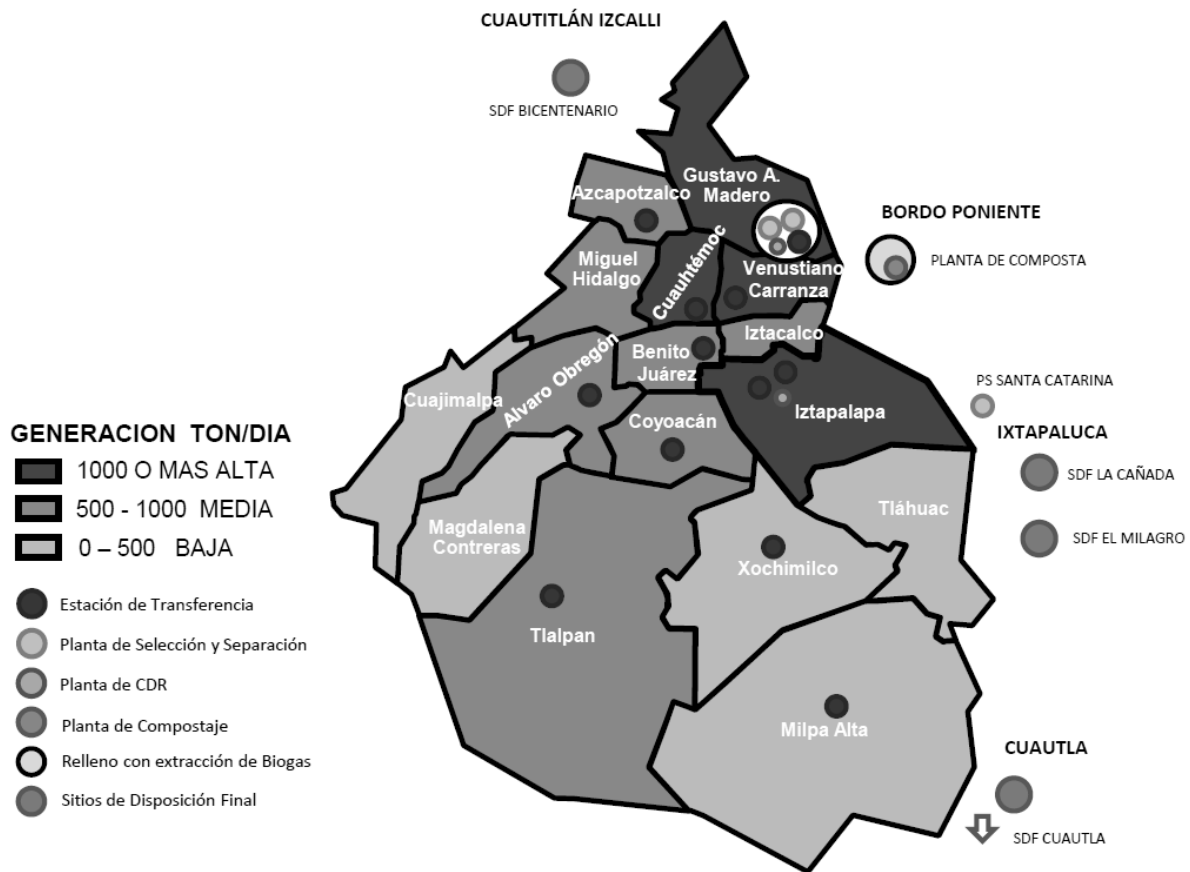 CUAUTITLÁN IZCALLI
SDF BICENTENARIO
Gustavo A.
Madero
Azcapotzalco
BORDO PONIENTE
PLANTA DE COMPOSTA
Miguel
Hidalgo
Cuauhtémoc
Venustiano
Carranza
Iztacalco
Benito
Juárez
Alvaro Obregón
Cuajimalpa
Coyoacán
Iztapalapa
PS SANTA CATARINA
IXTAPALUCA
SDF LA CAÑADA
SDF EL MILAGRO
Tláhuac
Magdalena
Contreras
Xochimilco
Tlalpan
Milpa Alta
CUAUTLA
SDF CUAUTLA
GENERACION TON/DIA
1000 O MAS ALTA
500 - 1000 MEDIA
0 – 500 BAJA
Estación de Transferencia
Planta de Selección y Separación
Planta de CDR
Planta de Compostaje
Relleno con extracción de Biogas
Sitios de Disposición Final